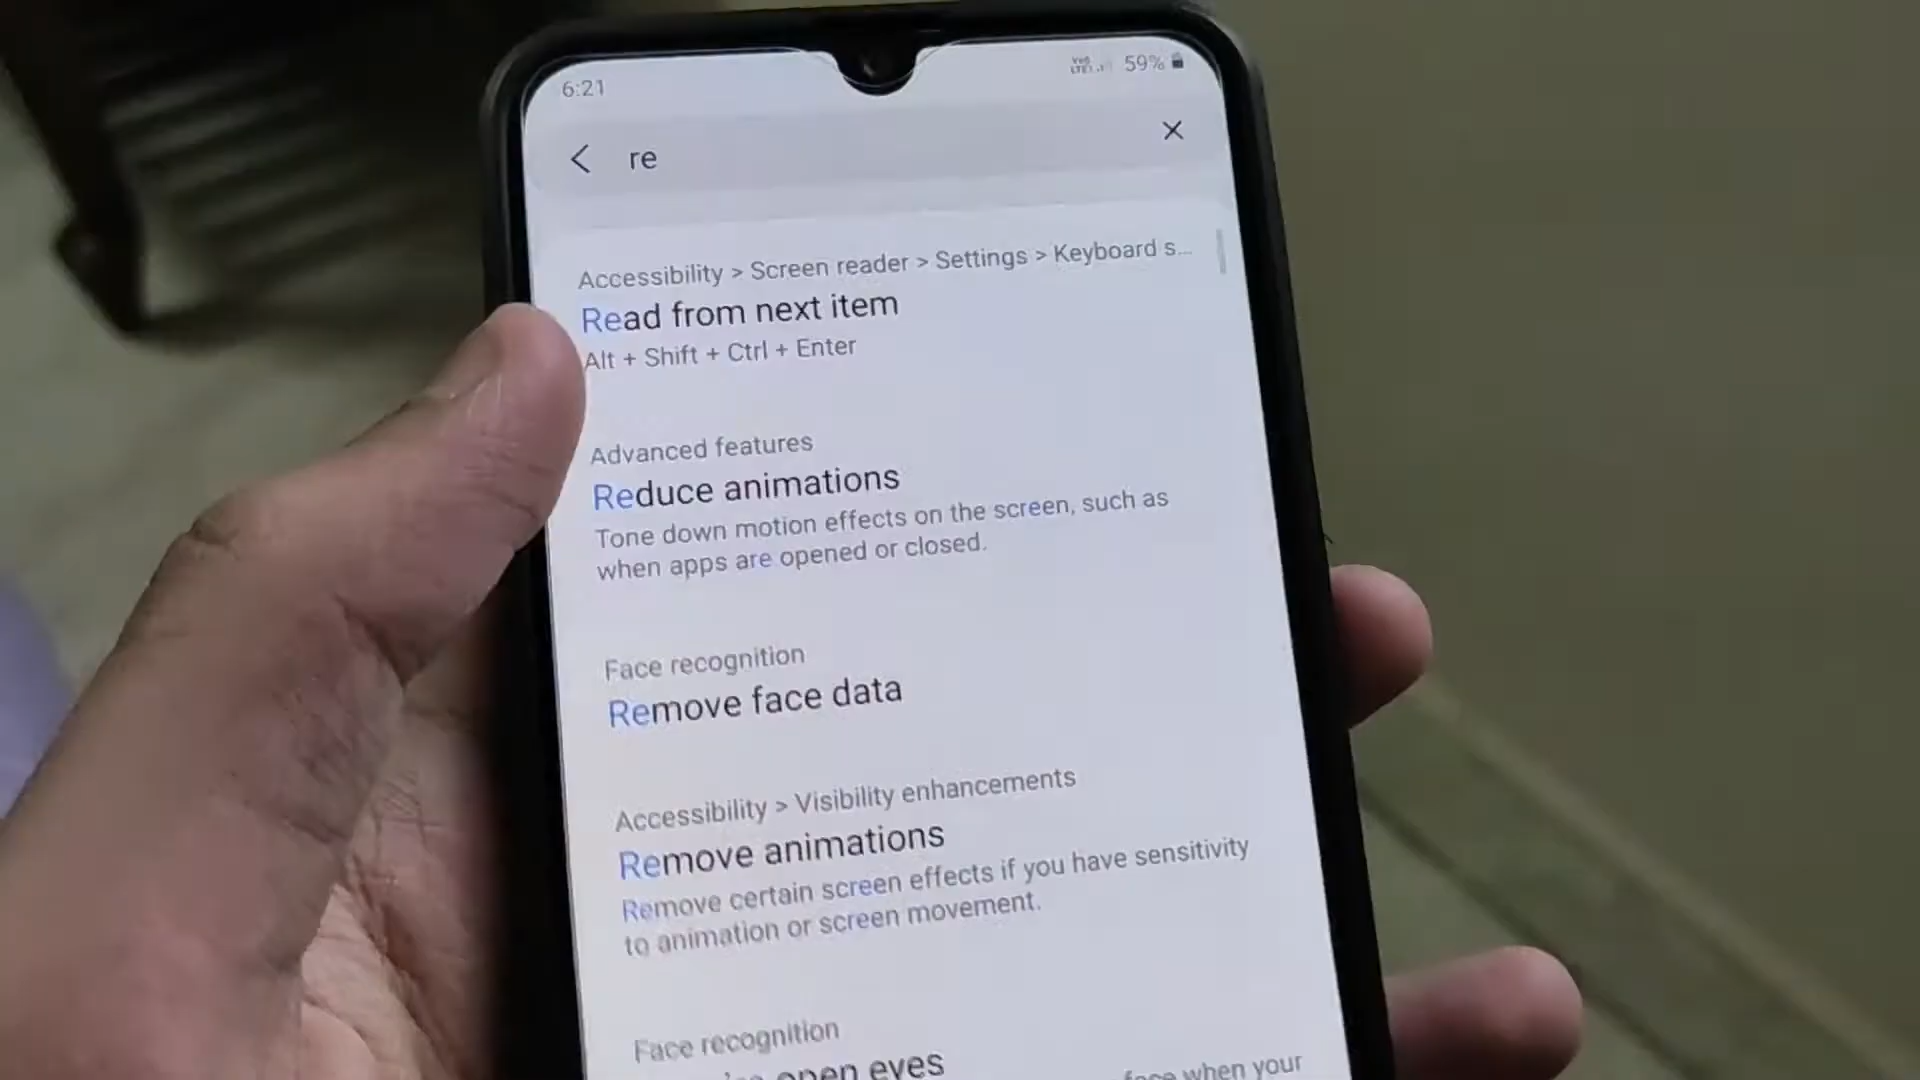 6:21
59%
re
Accessibility > Screen reader > Settings > Keyboard s...
Read from next item
Alt + Shift + Ctrl + Enter
Advanced features
Reduce animations
Tone down motion effects on the screen, such as
when apps are opened or closed.
Face recognition
Remove face data
Accessibility > Visibility enhancements
Remove animations
Remove certain screen effects if you have sensitivity
to animation or screen movement.
Face recognition
open eyes
face when your